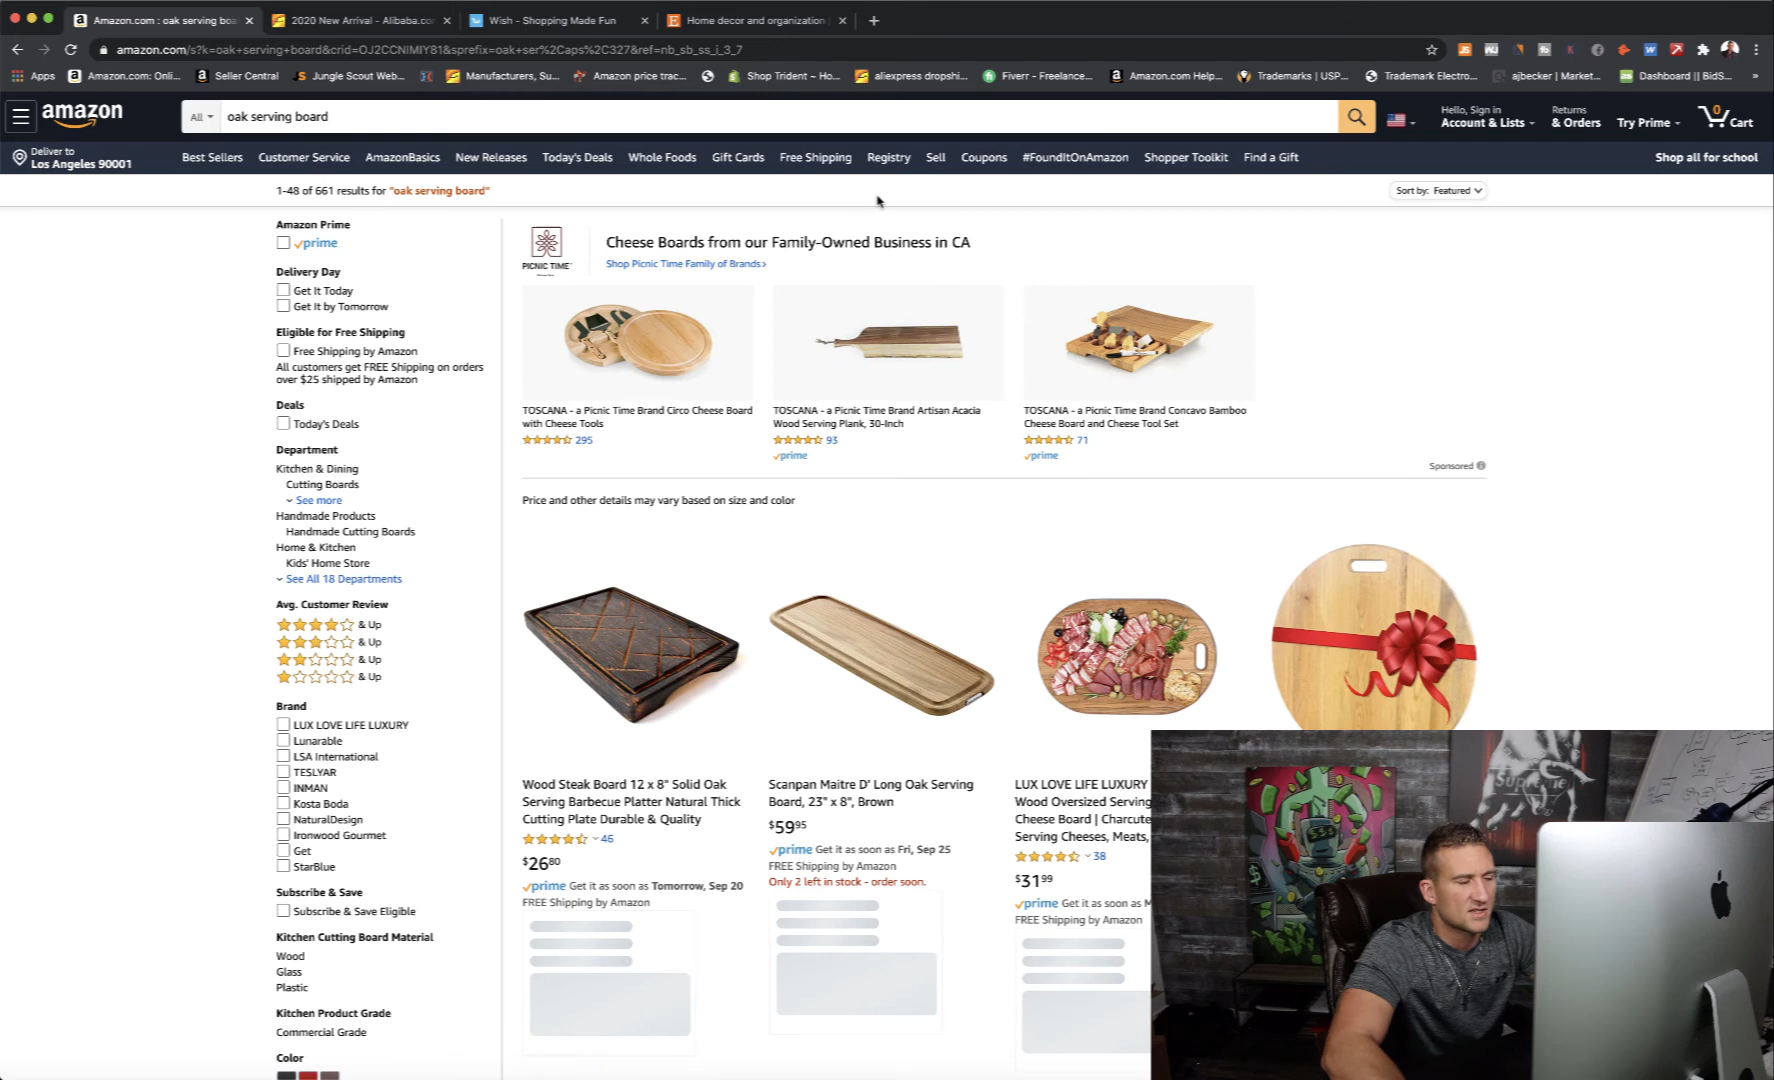 Amazon.com : oak serving boa
2020 New Arrival - Alibaba.co
Wish - Shopping Made Fun
Home decor and organization
amazon.com/s?k=oak+serving+board&crid=OJ2CCNIMIY81&sprefix=oak+ser%2Caps%2C327&ref=nb_sb_ss_i_3_7
Apps
Amazon.com: Onli...
Seller Central
Jungle Scout Web...
Manufacturers, Su...
Amazon price trac...
Shop Trident ~ Ho...
aliexpress dropshi...
Fiverr - Freelance...
Amazon.com Help...
Trademarks | USP...
Trademark Electro...
ajbecker | Market...
Dashboard || BidS...
amazon
All
oak serving board
Hello, Sign in
Account & Lists
Returns
& Orders
Try Prime
0
Cart
Deliver to
Los Angeles 90001
Best Sellers
Customer Service
AmazonBasics
New Releases
Today's Deals
Whole Foods
Gift Cards
Free Shipping
Registry
Sell
Coupons
#FoundItOnAmazon
Shopper Toolkit
Find a Gift
Shop all for school
1-48 of 661 results for "oak serving board"
Sort by: Featured
Amazon Prime
prime
Delivery Day
Get It Today
Get It by Tomorrow
Eligible for Free Shipping
Free Shipping by Amazon
All customers get FREE Shipping on orders
over $25 shipped by Amazon
Deals
Today's Deals
Department
Kitchen & Dining
Cutting Boards
See more
Handmade Products
Handmade Cutting Boards
Home & Kitchen
Kids' Home Store
See All 18 Departments
Avg. Customer Review
& Up
& Up
& Up
& Up
Brand
LUX LOVE LIFE LUXURY
Lunarable
LSA International
TESLYAR
INMAN
Kosta Boda
NaturalDesign
Ironwood Gourmet
Get
StarBlue
Subscribe & Save
Subscribe & Save Eligible
Kitchen Cutting Board Material
Wood
Glass
Plastic
Kitchen Product Grade
Commercial Grade
Color
PICNIC TIME
Cheese Boards from our Family-Owned Business in CA
Shop Picnic Time Family of Brands ›
TOSCANA - a Picnic Time Brand Circo Cheese Board
with Cheese Tools
295
TOSCANA - a Picnic Time Brand Artisan Acacia
Wood Serving Plank, 30-Inch
93
prime
TOSCANA - a Picnic Time Brand Concavo Bamboo
Cheese Board and Cheese Tool Set
71
prime
Sponsored
Price and other details may vary based on size and color
Wood Steak Board 12 x 8" Solid Oak
Serving Barbecue Platter Natural Thick
Cutting Plate Durable & Quality
46
$2680
prime Get it as soon as Tomorrow, Sep 20
FREE Shipping by Amazon
Scanpan Maitre D' Long Oak Serving
Board, 23" x 8", Brown
$5995
prime Get it as soon as Fri, Sep 25
FREE Shipping by Amazon
Only 2 left in stock - order soon.
LUX LOVE LIFE LUXURY
Wood Oversized Serving
Cheese Board | Charcute
Serving Cheeses, Meats,
38
$3199
prime Get it as soon as M
FREE Shipping by Amazon
Supreme